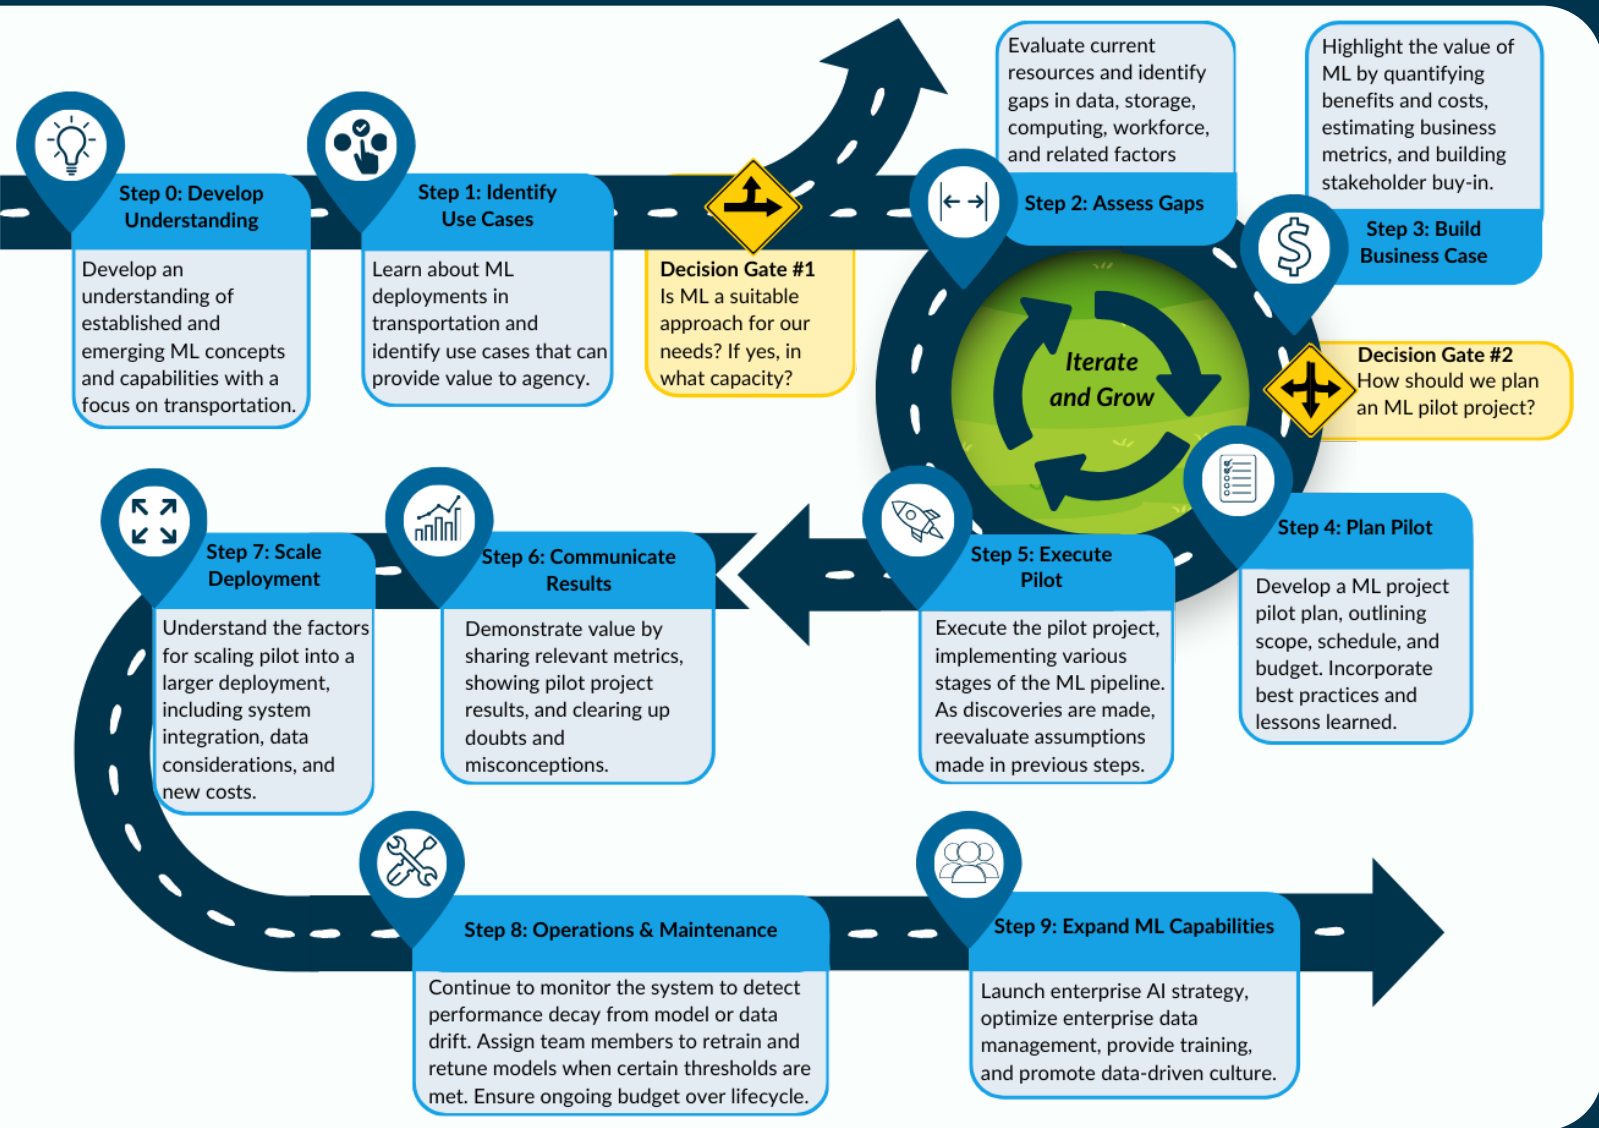 Step 0: Develop
Understanding
Develop an
understanding of
established and
emerging ML concepts
and capabilities with a
focus on transportation.
Step 1: Identify
Use Cases
Learn about ML
deployments in
transportation and
identify use cases that can
provide value to agency.
Decision Gate #1
Is ML a suitable
approach for our
needs? If yes, in
what capacity?
Evaluate current
resources and identify
gaps in data, storage,
computing, workforce,
and related factors
Step 2: Assess Gaps
Highlight the value of
ML by quantifying
benefits and costs,
estimating business
metrics, and building
stakeholder buy-in.
Step 3: Build
Business Case
Iterate
and Grow
Decision Gate #2
How should we plan
an ML pilot project?
Step 4: Plan Pilot
Develop a ML project
pilot plan, outlining
scope, schedule, and
budget. Incorporate
best practices and
lessons learned.
Step 5: Execute
Pilot
Execute the pilot project,
implementing various
stages of the ML pipeline.
As discoveries are made,
reevaluate assumptions
made in previous steps.
Step 6: Communicate
Results
Demonstrate value by
sharing relevant metrics,
showing pilot project
results, and clearing up
doubts and
misconceptions.
Step 7: Scale
Deployment
Understand the factors
for scaling pilot into a
larger deployment,
including system
integration, data
considerations, and
new costs.
Step 8: Operations & Maintenance
Continue to monitor the system to detect
performance decay from model or data
drift. Assign team members to retrain and
retune models when certain thresholds are
met. Ensure ongoing budget over lifecycle.
Step 9: Expand ML Capabilities
Launch enterprise AI strategy,
optimize enterprise data
management, provide training,
and promote data-driven culture.